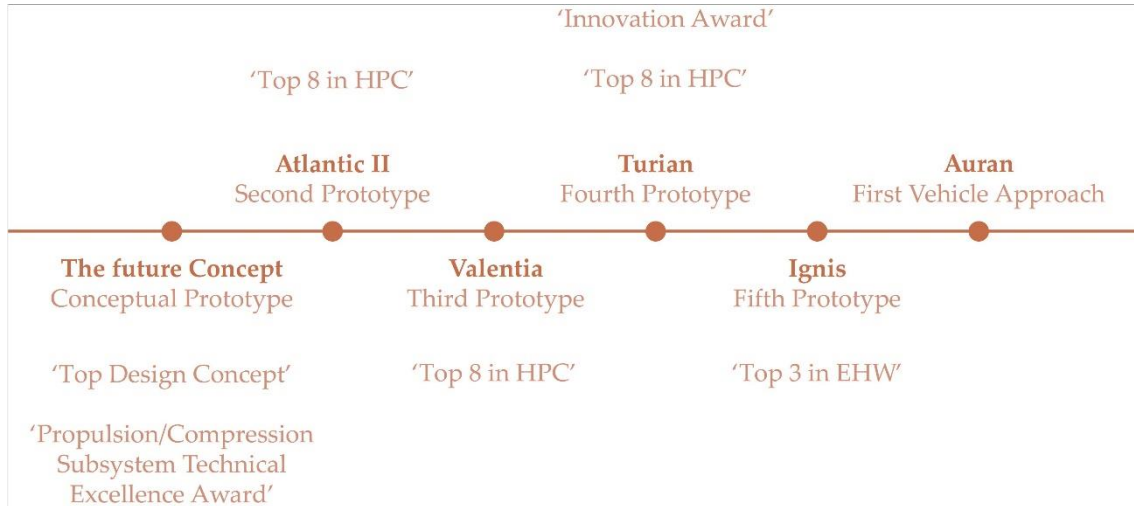 ‘Innovation Award’
‘Top 8 in HPC’
‘Top 8 in HPC’
Atlantic II
Second Prototype
Turian
Fourth Prototype
Auran
First Vehicle Approach
The future Concept
Conceptual Prototype
Valentia
Third Prototype
Ignis
Fifth Prototype
‘Top Design Concept’
‘Top 8 in HPC’
‘Top 3 in EHW’
‘Propulsion/Compression
Subsystem Technical
Excellence Award’